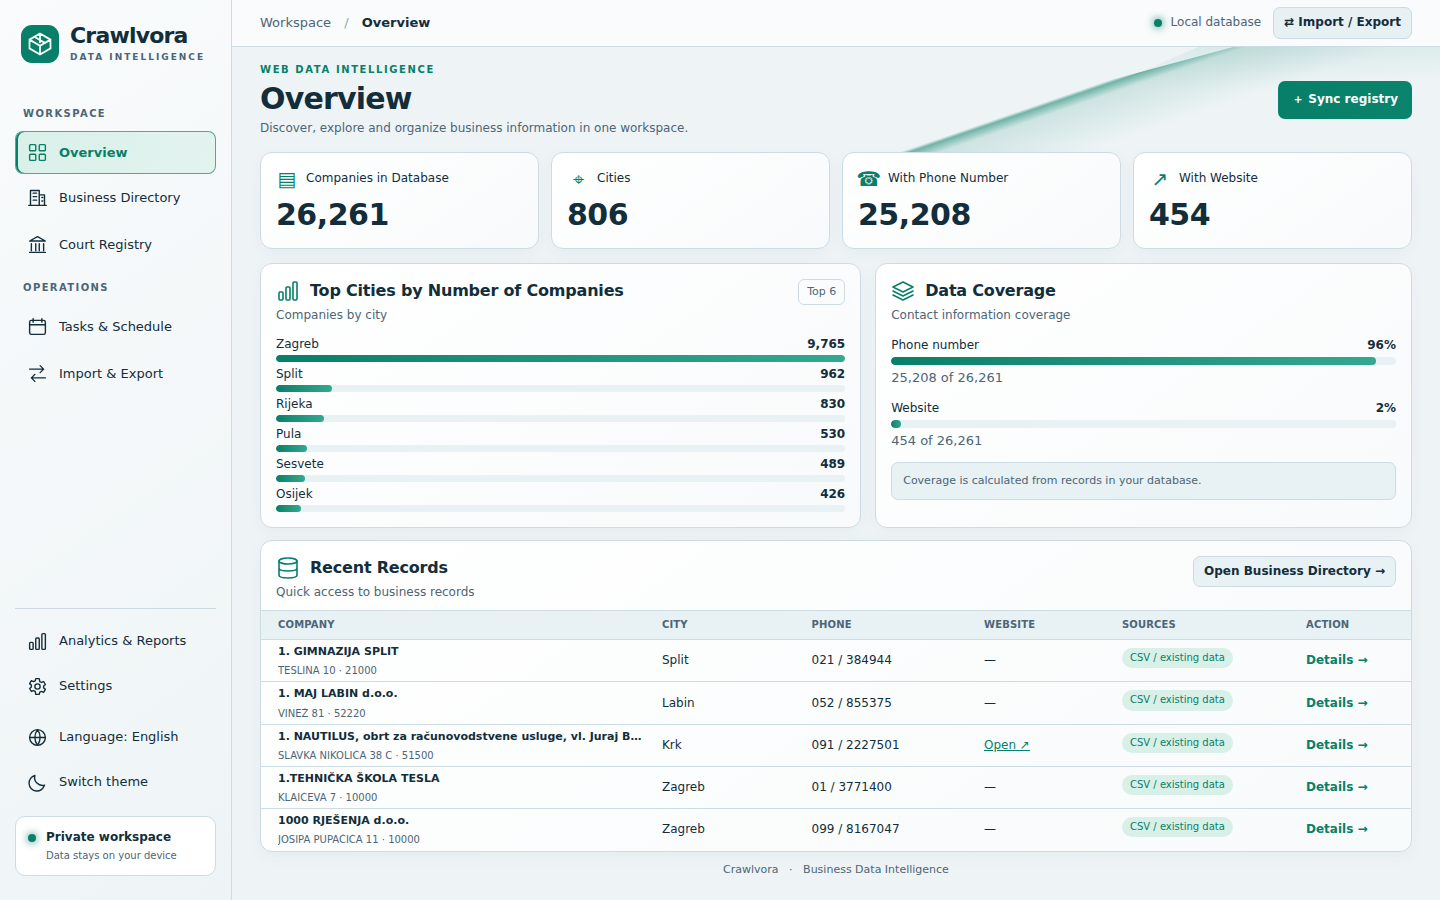 Crawlvora
DATA INTELLIGENCE
WORKSPACE
Overview
Business Directory
Court Registry
OPERATIONS
Tasks & Schedule
Import & Export
Analytics & Reports
Settings
Language: English
Switch theme
Private workspace
Data stays on your device
Workspace / Overview
Local database
⇄ Import / Export
WEB DATA INTELLIGENCE
Overview
Discover, explore and organize business information in one workspace.
+ Sync registry
Companies in Database
26,261
Cities
806
With Phone Number
25,208
With Website
454
Top Cities by Number of Companies
Top 6
Companies by city
Zagreb 9,765
Split 962
Rijeka 830
Pula 530
Sesvete 489
Osijek 426
Data Coverage
Contact information coverage
Phone number 96%
25,208 of 26,261
Website 2%
454 of 26,261
Coverage is calculated from records in your database.
Recent Records
Quick access to business records
Open Business Directory →
COMPANY CITY PHONE WEBSITE SOURCES ACTION
1. GIMNAZIJA SPLIT
TESLINA 10 · 21000
Split 021 / 384944 — CSV / existing data Details →
1. MAJ LABIN d.o.o.
VINEŽ 81 · 52220
Labin 052 / 855375 — CSV / existing data Details →
1. NAUTILUS, obrt za računovodstvene usluge, vl. Juraj B…
SLAVKA NIKOLIĆA 38 C · 51500
Krk 091 / 2227501 Open ↗ CSV / existing data Details →
1.TEHNIČKA ŠKOLA TESLA
KLAIĆEVA 7 · 10000
Zagreb 01 / 3771400 — CSV / existing data Details →
1000 RJEŠENJA d.o.o.
JOSIPA PUPAČIĆA 11 · 10000
Zagreb 099 / 8167047 — CSV / existing data Details →
Crawlvora · Business Data Intelligence